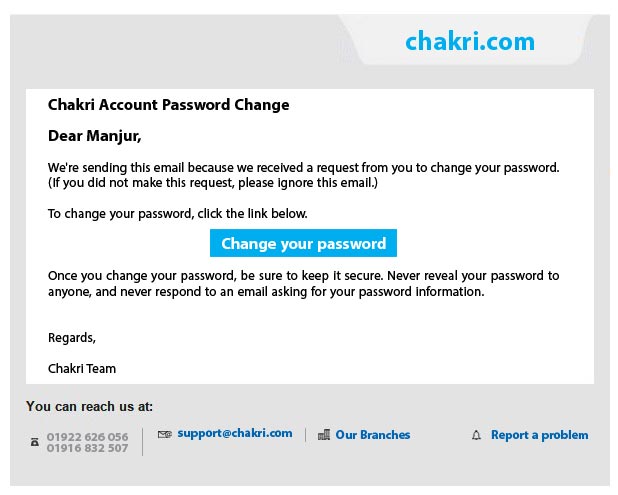 chakri.com
Chakri Account Password Change
Dear Manjur,
We're sending this email because we received a request from you to change your password.
(If you did not make this request, please ignore this email.)
To change your password, click the link below.
Change your password
Once you change your password, be sure to keep it secure. Never reveal your password to
anyone, and never respond to an email asking for your password information.
Regards,
Chakri Team
You can reach us at:
01922 626 056
01916 832 507
support@chakri.com
Our Branches
Report a problem